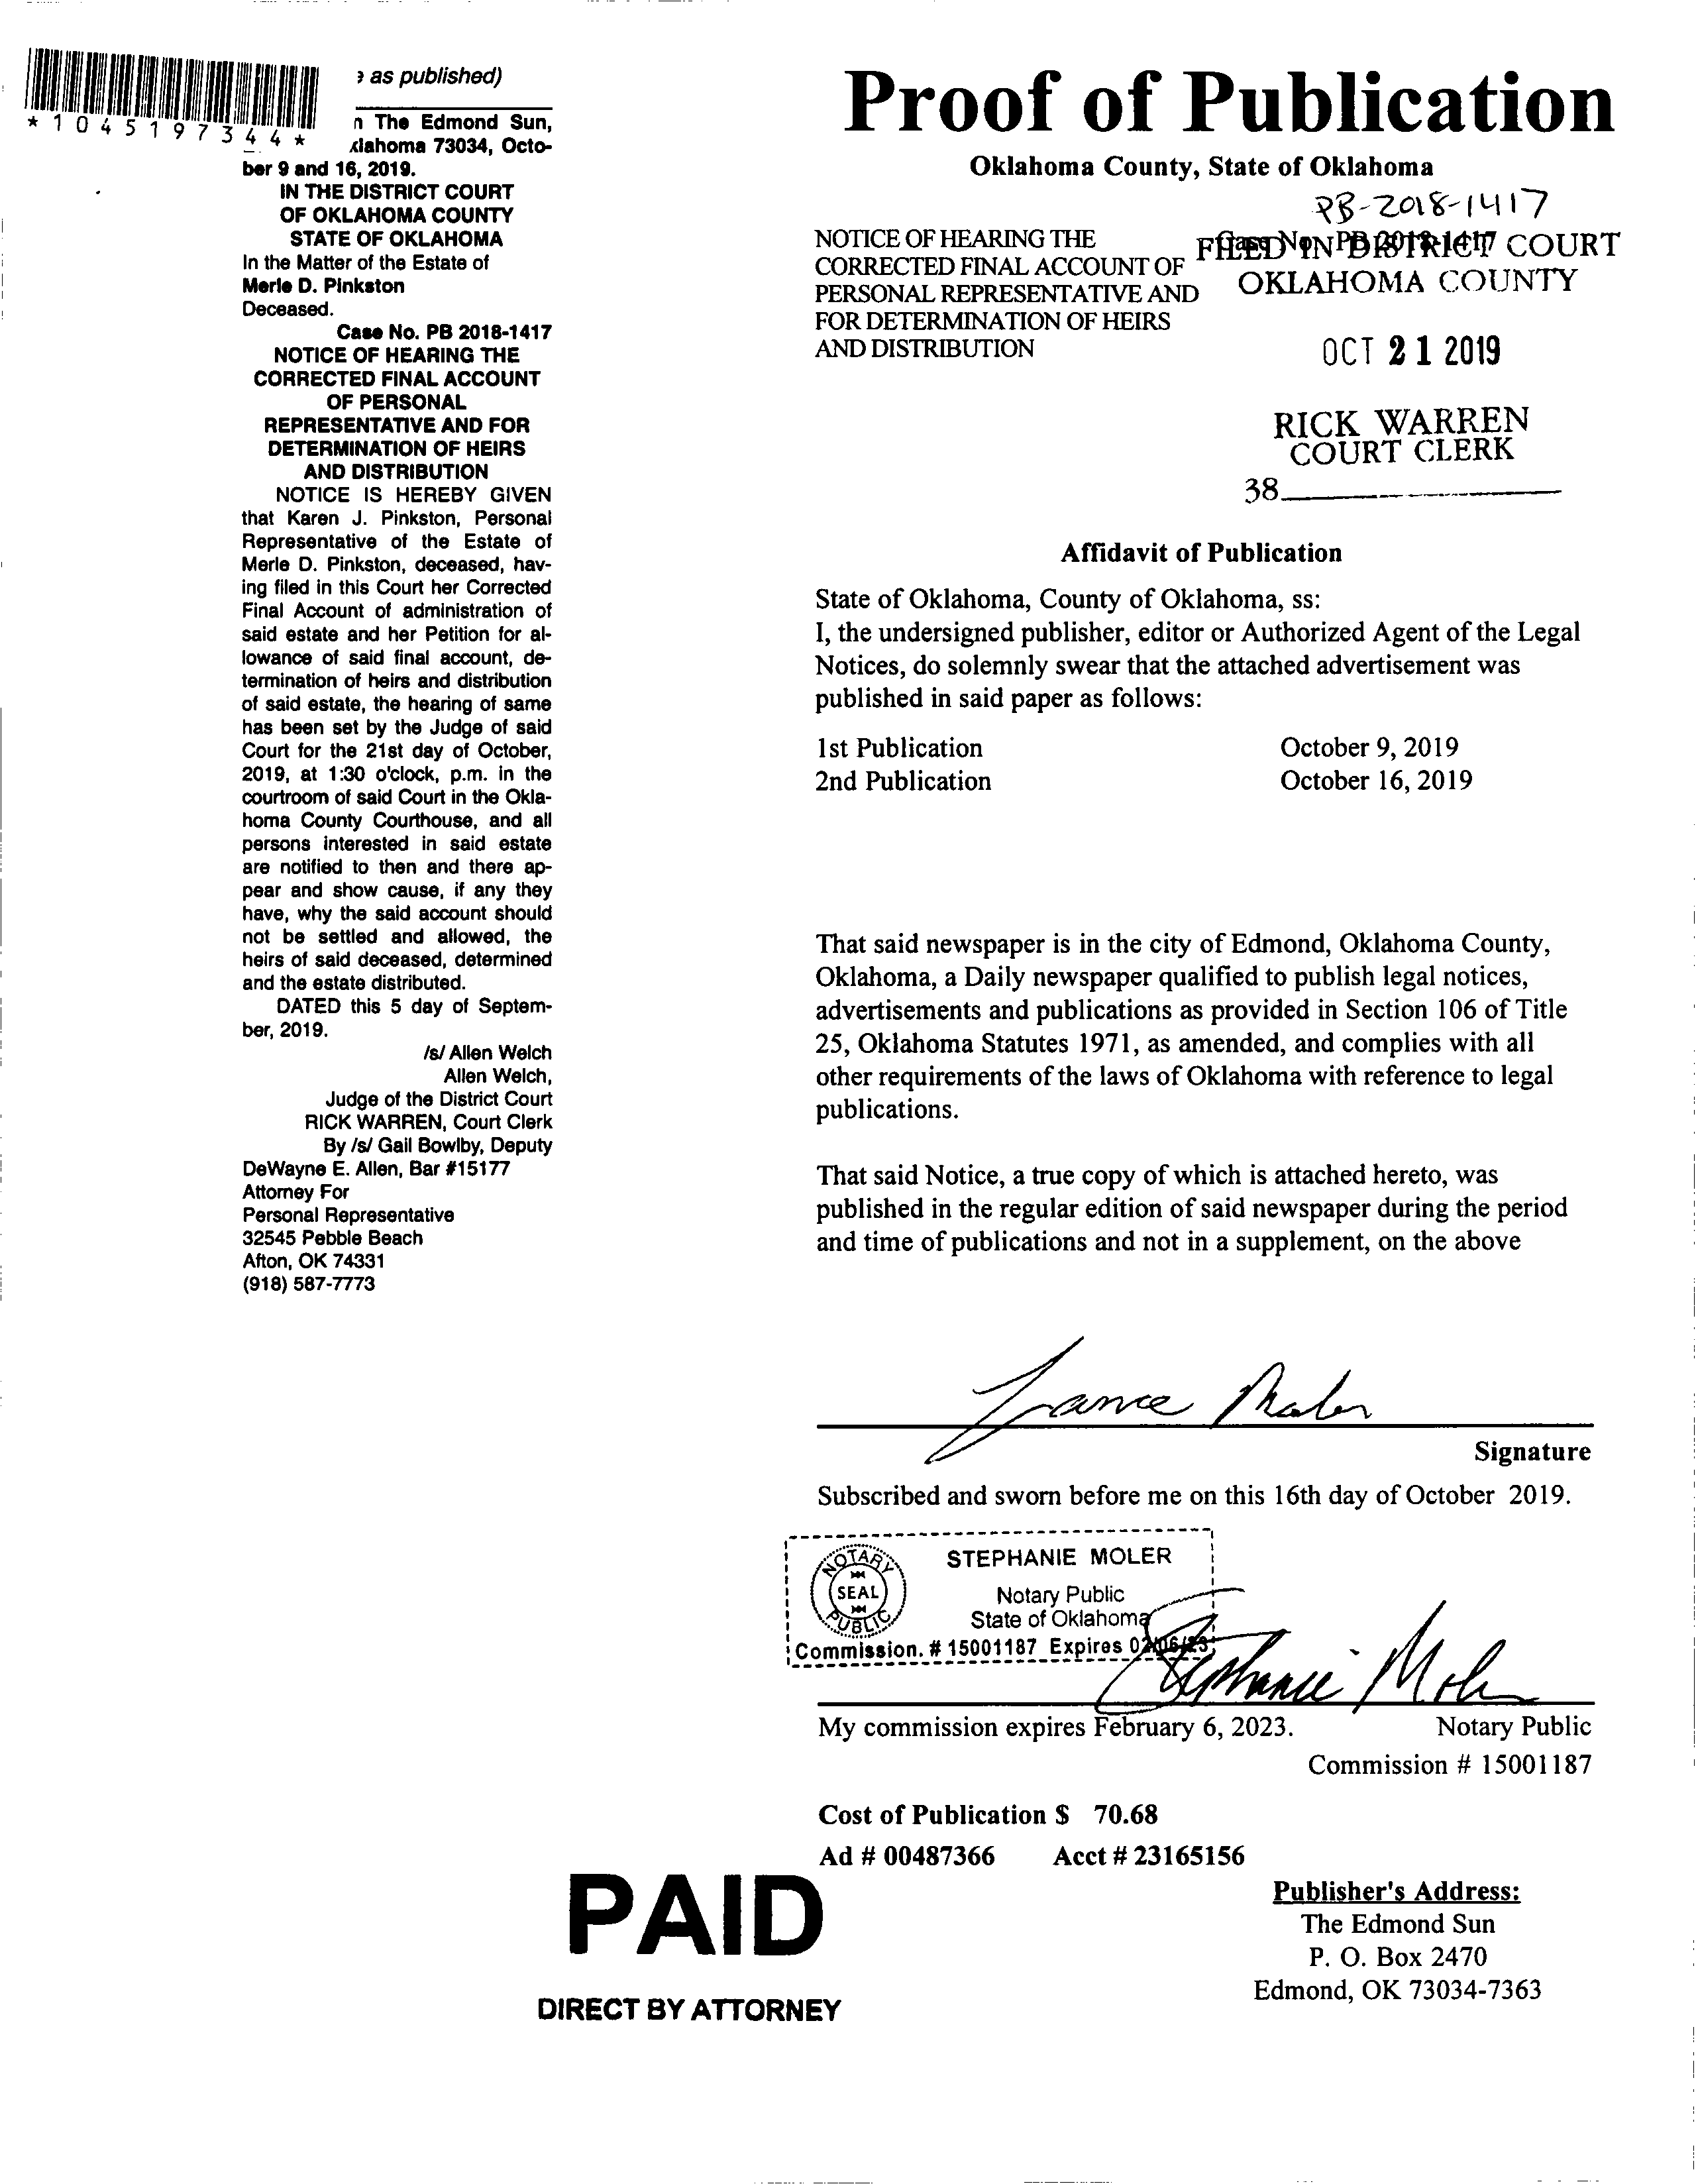 *1045197344*
as published)
The Edmond Sun,
klahoma 73034, Octo-
ber 9 and 16, 2019.
IN THE DISTRICT COURT
OF OKLAHOMA COUNTY
STATE OF OKLAHOMA
In the Matter of the Estate of
Merle D. Pinkston
Deceased.
Case No. PB 2018-1417
NOTICE OF HEARING THE
CORRECTED FINAL ACCOUNT
OF PERSONAL
REPRESENTATIVE AND FOR
DETERMINATION OF HEIRS
AND DISTRIBUTION
NOTICE IS HEREBY GIVEN
that Karen J. Pinkston, Personal
Representative of the Estate of
Merle D. Pinkston, deceased, hav-
ing filed in this Court her Corrected
Final Account of administration of
said estate and her Petition for al-
lowance of said final account, de-
termination of heirs and distribution
of said estate, the hearing of same
has been set by the Judge of said
Court for the 21st day of October,
2019, at 1:30 o'clock, p.m. in the
courtroom of said Court in the Okla-
homa County Courthouse, and all
persons interested in said estate
are notified to then and there ap-
pear and show cause, if any they
have, why the said account should
not be settled and allowed, the
heirs of said deceased, determined
and the estate distributed.
DATED this 5 day of Septem-
ber, 2019.
/s/ Allen Welch
Allen Welch,
Judge of the District Court
RICK WARREN, Court Clerk
By /s/ Gail Bowlby, Deputy
DeWayne E. Allen, Bar #15177
Attorney For
Personal Representative
32545 Pebble Beach
Afton, OK 74331
(918) 587-7773
Proof of Publication
Oklahoma County, State of Oklahoma
PB-2018-1417
NOTICE OF HEARING THE
CORRECTED FINAL ACCOUNT OF
PERSONAL REPRESENTATIVE AND
FOR DETERMINATION OF HEIRS
AND DISTRIBUTION
Case No. PB 2018-1417
FILED IN DISTRICT COURT
OKLAHOMA COUNTY
OCT 21 2019
RICK WARREN
COURT CLERK
38
Affidavit of Publication
State of Oklahoma, County of Oklahoma, ss:
I, the undersigned publisher, editor or Authorized Agent of the Legal
Notices, do solemnly swear that the attached advertisement was
published in said paper as follows:
1st Publication October 9, 2019
2nd Publication October 16, 2019
That said newspaper is in the city of Edmond, Oklahoma County,
Oklahoma, a Daily newspaper qualified to publish legal notices,
advertisements and publications as provided in Section 106 of Title
25, Oklahoma Statutes 1971, as amended, and complies with all
other requirements of the laws of Oklahoma with reference to legal
publications.
That said Notice, a true copy of which is attached hereto, was
published in the regular edition of said newspaper during the period
and time of publications and not in a supplement, on the above
Lance Moler
Signature
Subscribed and sworn before me on this 16th day of October 2019.
NOTARY
SEAL
PUBLIC
STEPHANIE MOLER
Notary Public
State of Oklahoma
Commission. # 15001187 Expires 02/06/23
Stephanie Moler
My commission expires February 6, 2023. Notary Public
Commission # 15001187
Cost of Publication $ 70.68
Ad # 00487366 Acct # 23165156
PAID
DIRECT BY ATTORNEY
Publisher's Address:
The Edmond Sun
P. O. Box 2470
Edmond, OK 73034-7363